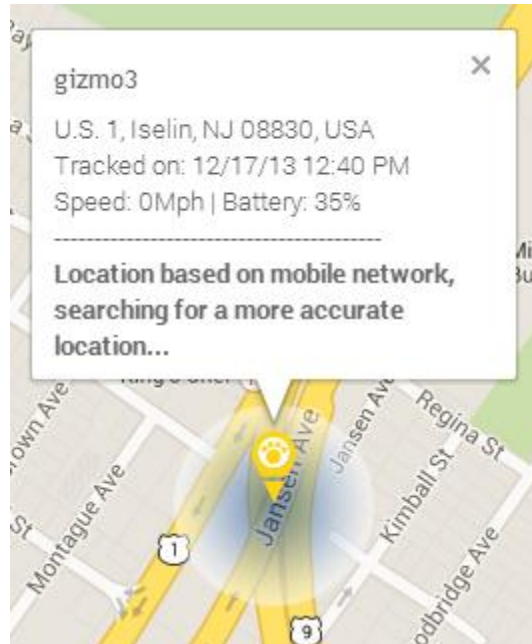 gizmo3
U.S. 1, Iselin, NJ 08830, USA
Tracked on: 12/17/13 12:40 PM
Speed: 0Mph | Battery: 35%
----------------------------------------
Location based on mobile network,
searching for a more accurate
location...
Jansen Ave
Jansen Ave
Regina St
Kimball St
Montague Ave
St
1
9